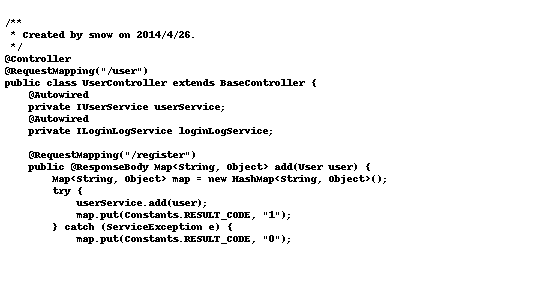 /**
 * Created by snow on 2014/4/26.
 */
@Controller
@RequestMapping("/user")
public class UserController extends BaseController {
    @Autowired
    private IUserService userService;
    @Autowired
    private ILoginLogService loginLogService;

    @RequestMapping("/register")
    public @ResponseBody Map<String, Object> add(User user) {
        Map<String, Object> map = new HashMap<String, Object>();
        try {
            userService.add(user);
            map.put(Constants.RESULT_CODE, "1");
        } catch (ServiceException e) {
            map.put(Constants.RESULT_CODE, "0");